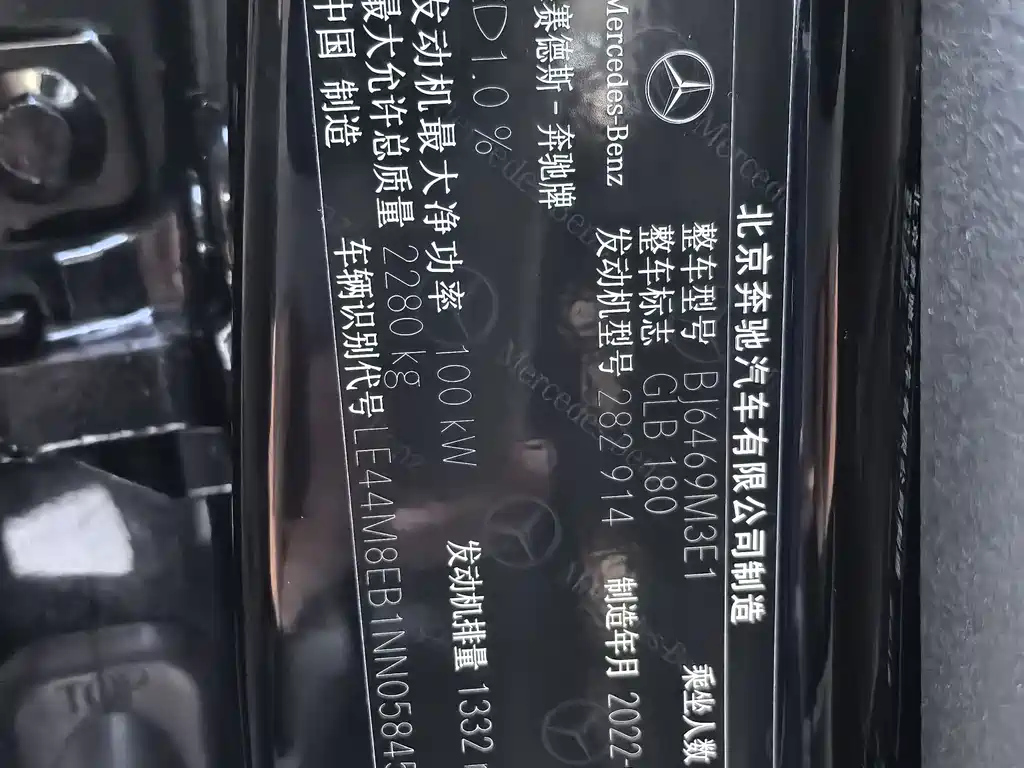 北京奔驰汽车有限公司制造
Mercedes-Benz
梅赛德斯-奔驰牌
整车型号 BJ6469M3E1
乘坐人数
整车标志 GLB 180
发动机型号 282914
制造年月 2022-
1.0 %
发动机最大净功率 100 kW
发动机排量 1332
最大允许总质量 2280 kg
中国 制造
车辆识别代号 LE44M8EB1NN05845